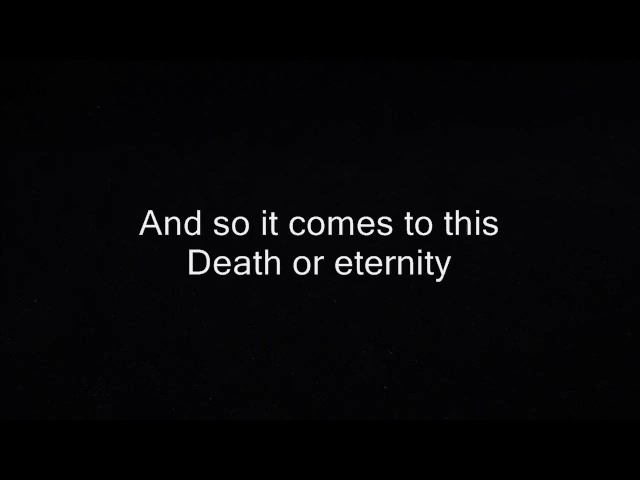 And so it comes to this
Death or eternity